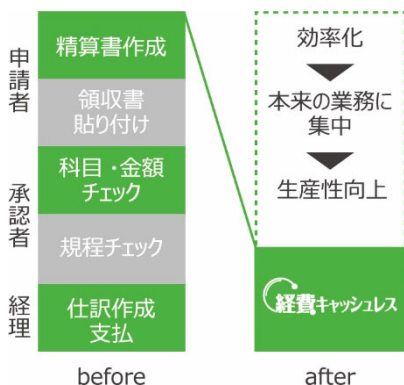 申請者
精算書作成
領収書
貼り付け
承認者
科目・金額
チェック
規程チェック
経理
仕訳作成
支払
before
効率化
本来の業務に
集中
生産性向上
経費キャッシュレス
after